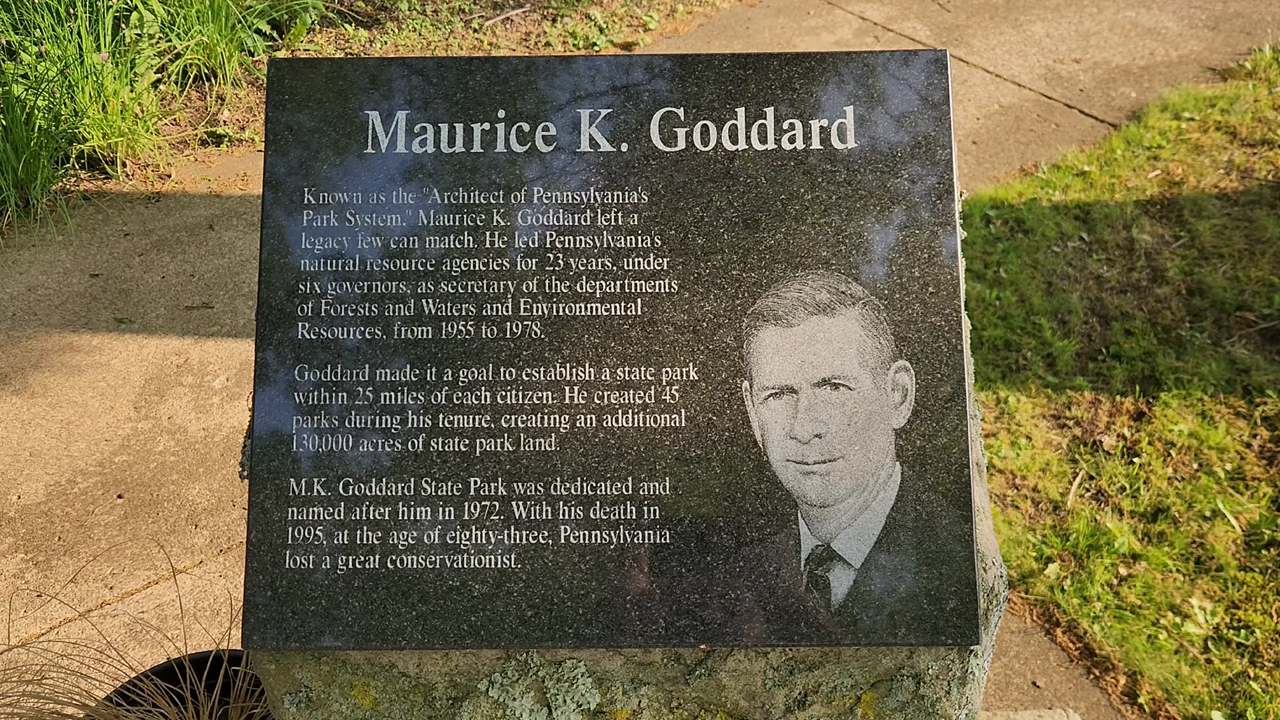 Maurice K. Goddard
Known as the "Architect of Pennsylvania's
Park System," Maurice K. Goddard left a
legacy few can match. He led Pennsylvania's
natural resource agencies for 23 years, under
six governors, as secretary of the departments
of Forests and Waters and Environmental
Resources, from 1955 to 1978.
Goddard made it a goal to establish a state park
within 25 miles of each citizen. He created 45
parks during his tenure, creating an additional
130,000 acres of state park land.
M.K. Goddard State Park was dedicated and
named after him in 1972. With his death in
1995, at the age of eighty-three, Pennsylvania
lost a great conservationist.